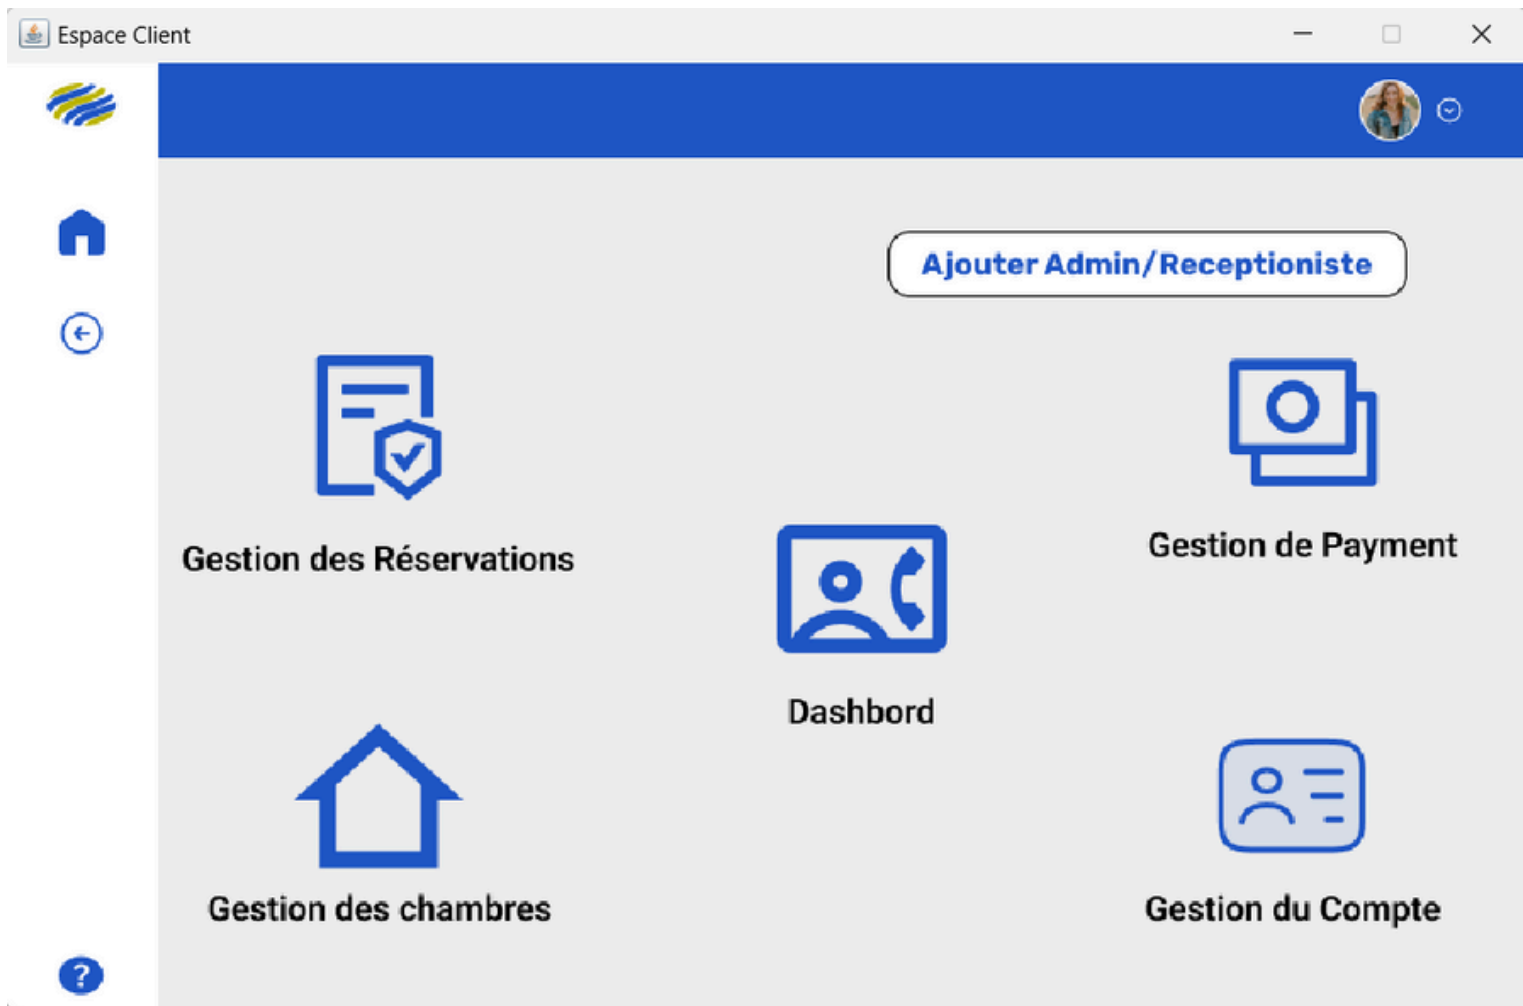 Espace Client
Ajouter Admin/Receptioniste
Gestion des Réservations
Gestion de Payment
Dashbord
Gestion des chambres
Gestion du Compte
?